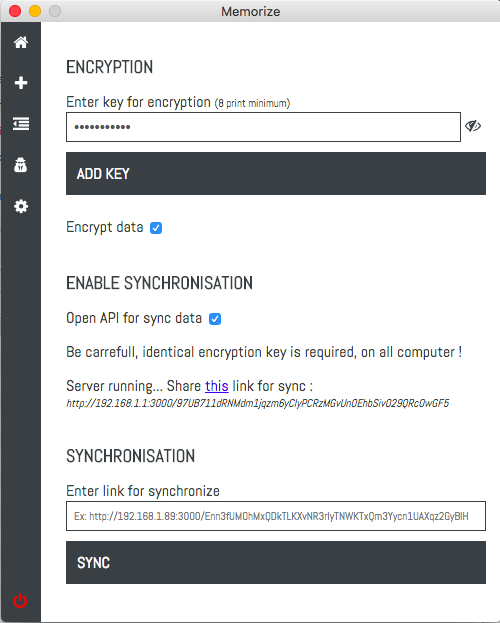 Memorize
ENCRYPTION
Enter key for encryption (8 print minimum)
•••••••••••
ADD KEY
Encrypt data
ENABLE SYNCHRONISATION
Open API for sync data
Be carrefull, identical encryption key is required, on all computer !
Server running... Share this link for sync :
http://192.168.1.1:3000/97UB711dRNMdm1jqzm6yClyPCRzMGvUn0EhbSiv029QRcOwGF5
SYNCHRONISATION
Enter link for synchronize
Ex: http://192.168.1.89:3000/Enn3fUMOhMxQDkTLKXvNR3rlyTNWKTxQm3Yycn1UAXqz2GyBIH
SYNC